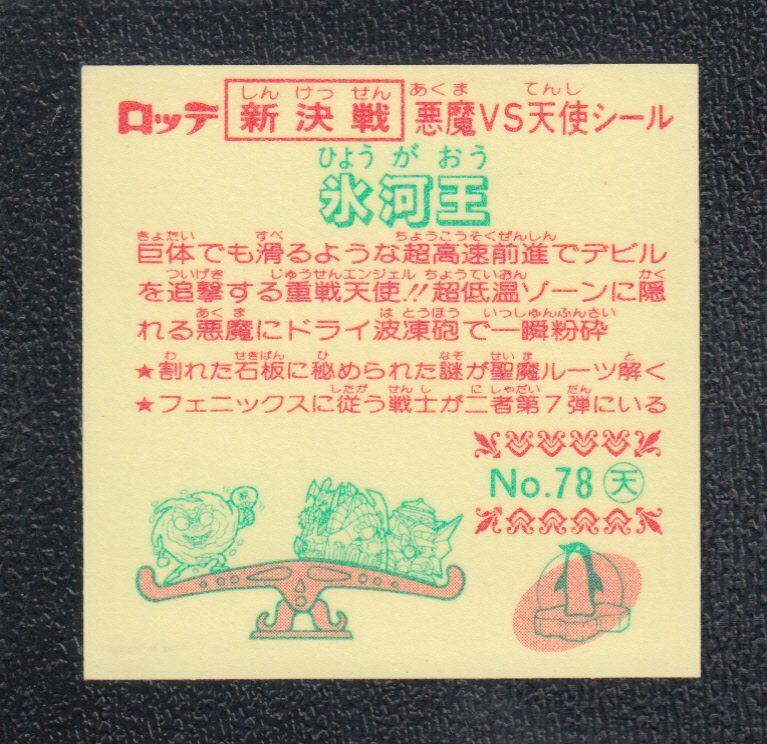 しん けっ せん あくま てんし
ロッテ 新決戦 悪魔VS天使シール
ひょう が おう
氷河王
きょたい すべ ちょうこうそくぜんしん
巨体でも滑るような超高速前進でデビル
ついげき じゅうせんエンジェル ちょうていおん かく
を追撃する重戦天使!!超低温ゾーンに隠
あくま は とうほう いっしゅんふんさい
れる悪魔にドライ波凍砲で一瞬粉砕
わ せきばん ひ なぞ せいま と
★割れた石板に秘められた謎が聖魔ルーツ解く
したが せんし にしゃだい だん
★フェニックスに従う戦士が二者第7弾にいる
No.78 天